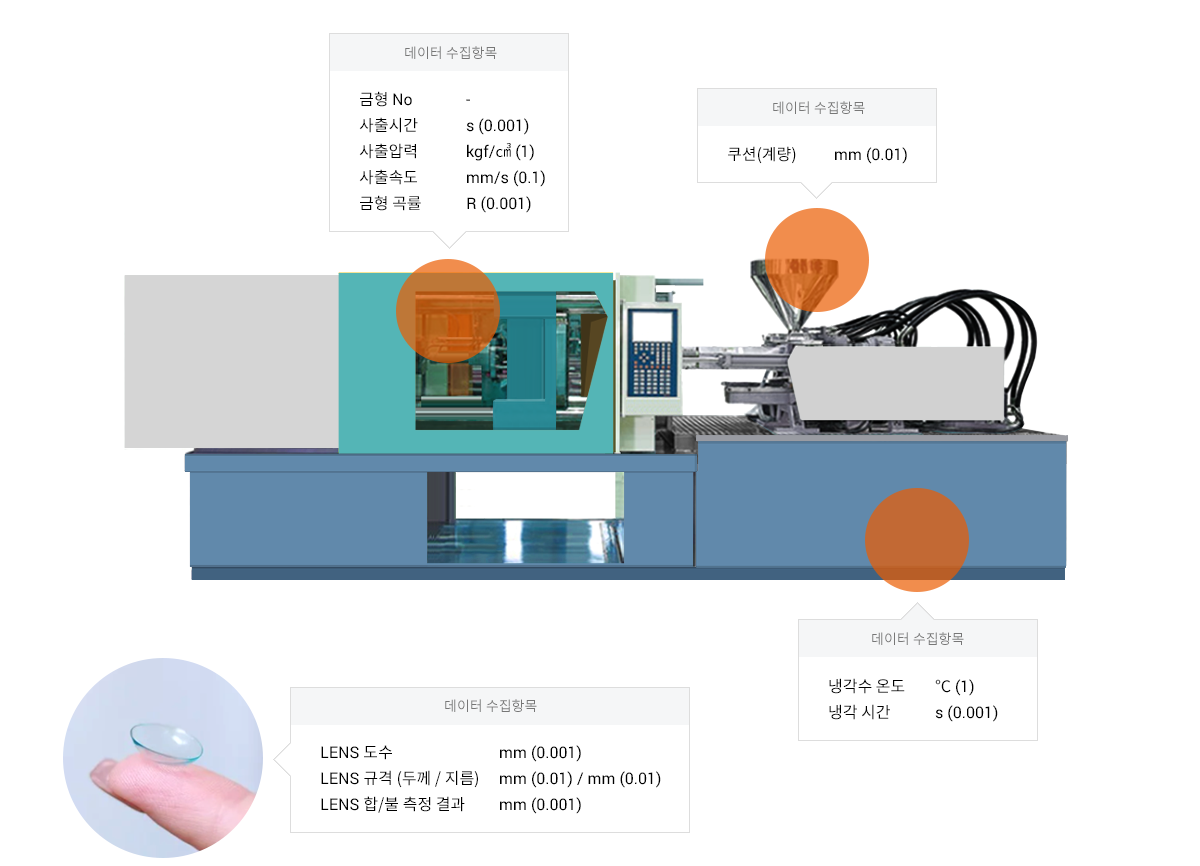 데이터 수집항목
금형 No -
사출시간 s (0.001)
사출압력 kgf/c㎥ (1)
사출속도 mm/s (0.1)
금형 곡률 R (0.001)
데이터 수집항목
쿠션(계량) mm (0.01)
데이터 수집항목
냉각수 온도 °C (1)
냉각 시간 s (0.001)
데이터 수집항목
LENS 도수 mm (0.001)
LENS 규격 (두께 / 지름) mm (0.01) / mm (0.01)
LENS 합/불 측정 결과 mm (0.001)